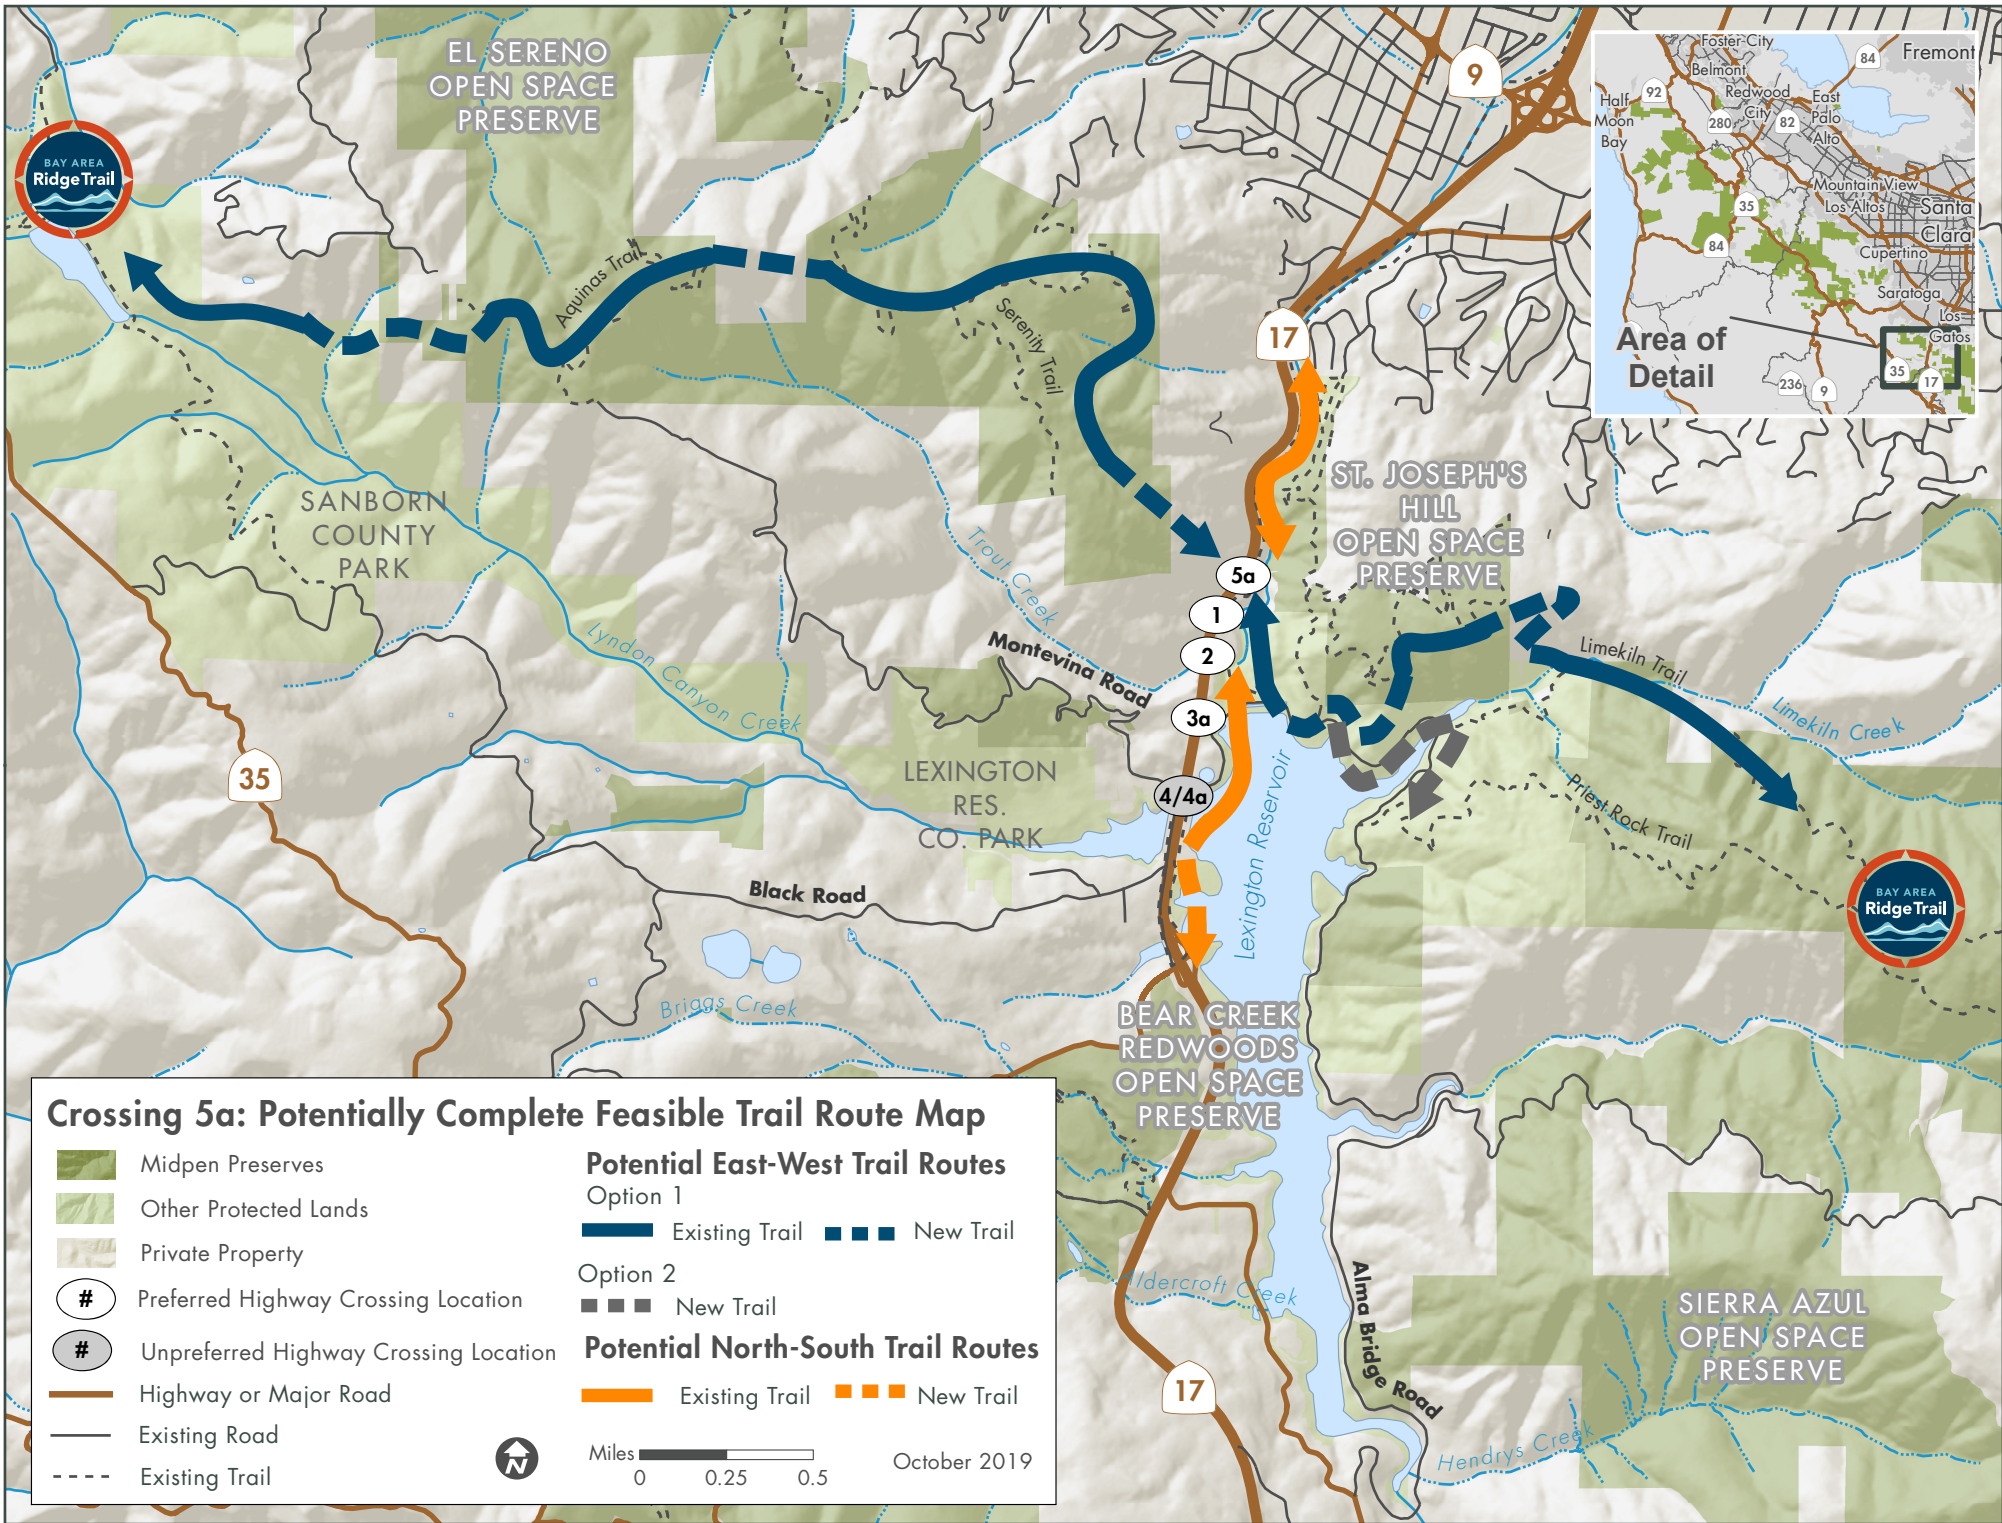 EL SERENO
OPEN SPACE
PRESERVE
9
BAY AREA
Ridge Trail
Aquinas Trail
Serenity Trail
17
ST. JOSEPH'S
HILL
OPEN SPACE
PRESERVE
SANBORN
COUNTY
PARK
Trout Creek
5a
1
2
3a
4/4a
Montevina Road
Lyndon Canyon Creek
Limekiln Trail
Limekiln Creek
Priest Rock Trail
35
LEXINGTON
RES.
CO. PARK
Lexington Reservoir
Black Road
Briggs Creek
BAY AREA
Ridge Trail
BEAR CREEK
REDWOODS
OPEN SPACE
PRESERVE
ldercroft Creek
Alma Bridge Road
17
SIERRA AZUL
OPEN SPACE
PRESERVE
Hendrys Creek
Foster City
Fremont
84
Belmont
92
Half
Moon
Bay
Redwood
City
East
Palo
Alto
280
82
Mountain View
Los Altos
Santa
Clara
35
84
Cupertino
Saratoga
Los
Gatos
Area of
Detail
35
17
236
9
Crossing 5a: Potentially Complete Feasible Trail Route Map
Midpen Preserves
Other Protected Lands
Private Property
# Preferred Highway Crossing Location
# Unpreferred Highway Crossing Location
Highway or Major Road
Existing Road
Existing Trail
Potential East-West Trail Routes
Option 1
Existing Trail New Trail
Option 2
New Trail
Potential North-South Trail Routes
Existing Trail New Trail
N
Miles
0 0.25 0.5
October 2019